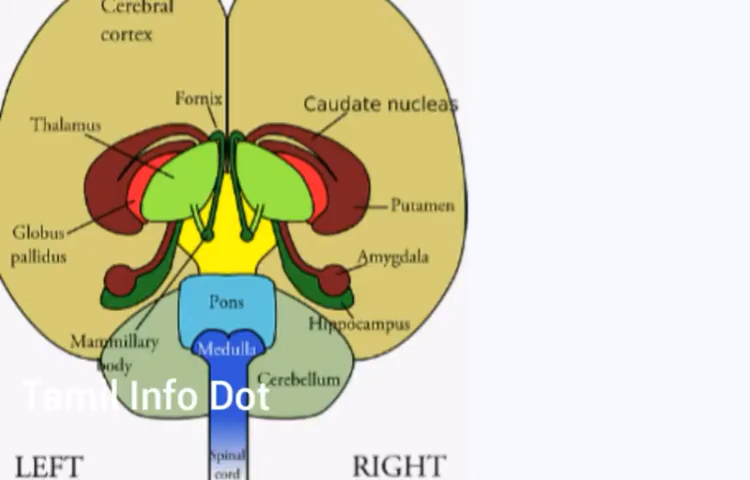 Cerebral
cortex
Fornix
Caudate nucleas
Thalamus
Putamen
Globus
pallidus
Amygdala
Pons
Hippocampus
Mammillary
body
Medulla
Cerebellum
Tamil Info Dot
Spinal
cord
LEFT
RIGHT